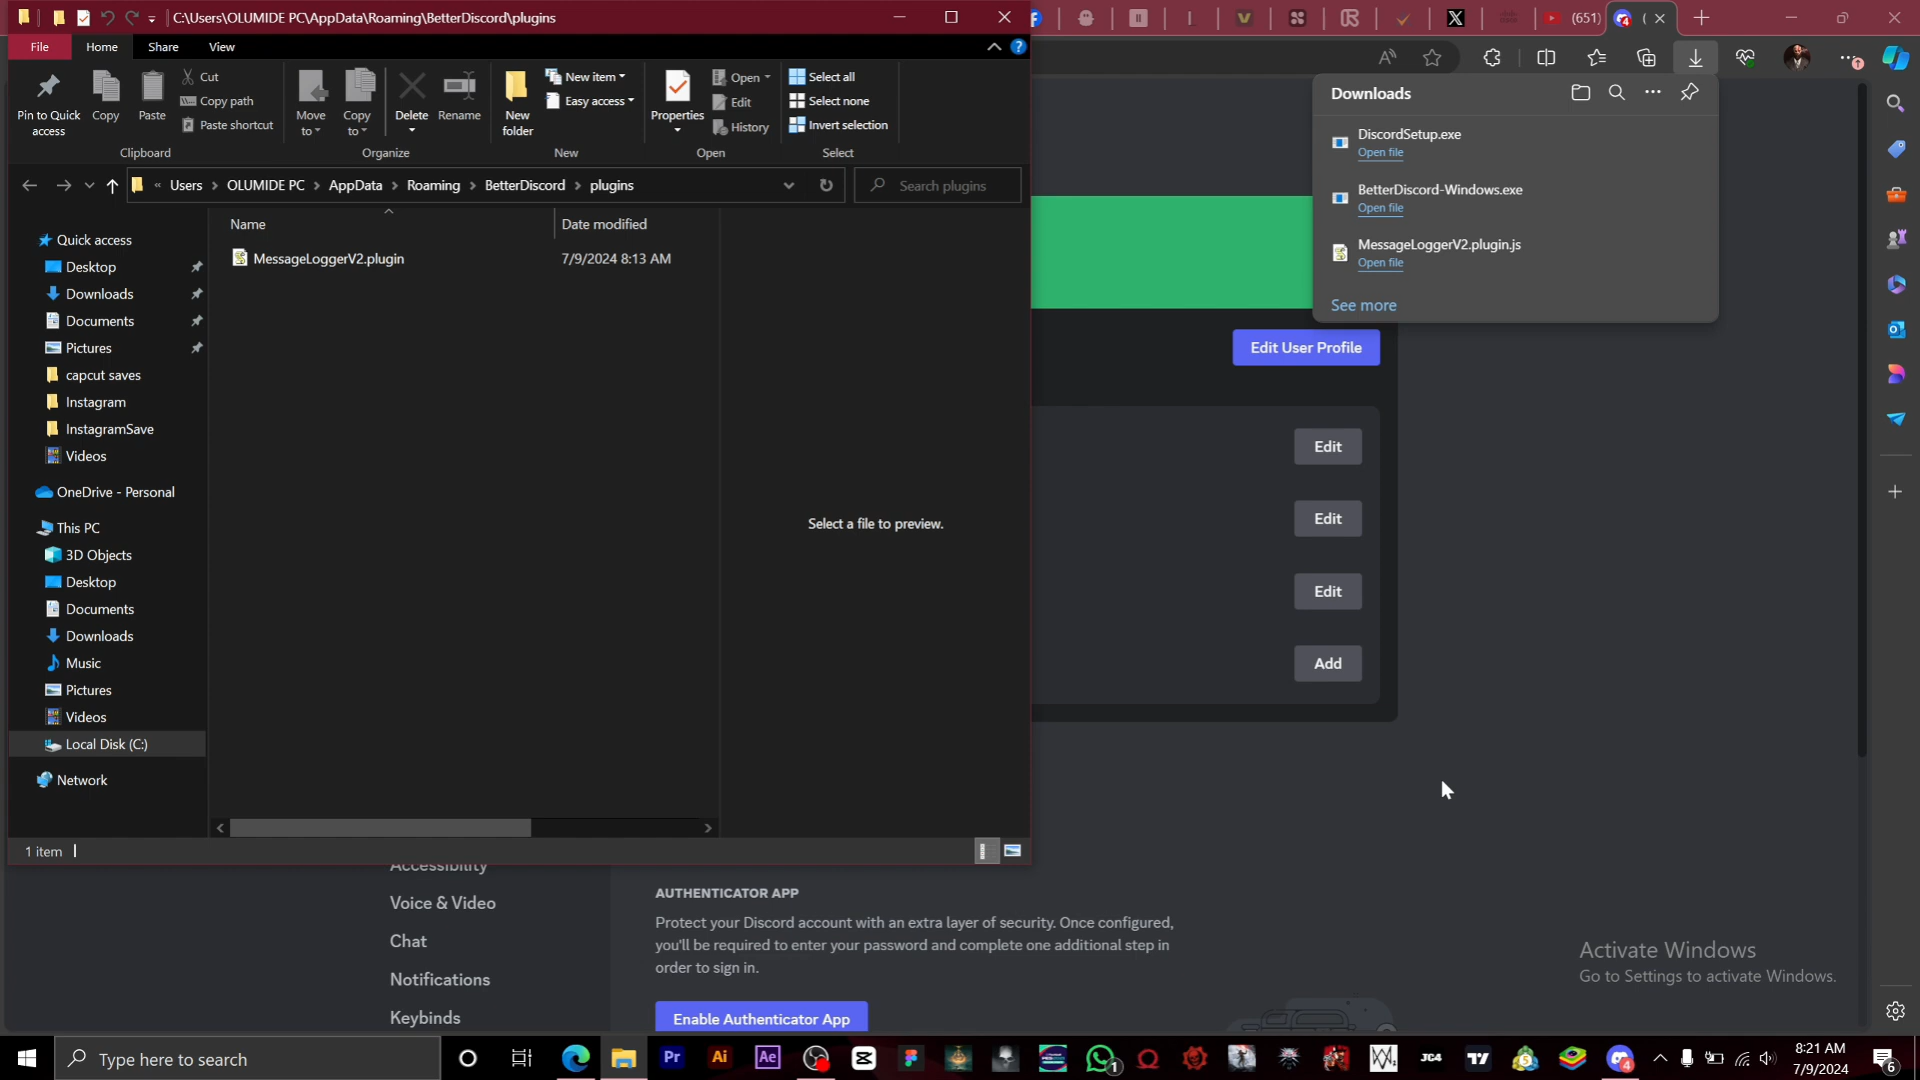 C:\Users\OLUMIDE PC\AppData\Roaming\BetterDiscord\plugins
(651)
(
File
Home
Share
View
Pin to Quick access
Copy
Paste
Cut
Copy path
Paste shortcut
Clipboard
Move to
Copy to
Delete
Rename
Organize
New folder
New item
Easy access
New
Properties
Open
Edit
History
Open
Select all
Select none
Invert selection
Select
« Users > OLUMIDE PC > AppData > Roaming > BetterDiscord > plugins
Search plugins
Name
Date modified
MessageLoggerV2.plugin
7/9/2024 8:13 AM
Select a file to preview.
Quick access
Desktop
Downloads
Documents
Pictures
capcut saves
Instagram
InstagramSave
Videos
OneDrive - Personal
This PC
3D Objects
Desktop
Documents
Downloads
Music
Pictures
Videos
Local Disk (C:)
Network
1 item
Downloads
DiscordSetup.exe
Open file
BetterDiscord-Windows.exe
Open file
MessageLoggerV2.plugin.js
Open file
See more
Edit User Profile
Edit
Edit
Edit
Add
Accessibility
Voice & Video
Chat
Notifications
Keybinds
AUTHENTICATOR APP
Protect your Discord account with an extra layer of security. Once configured,
you'll be required to enter your password and complete one additional step in
order to sign in.
Enable Authenticator App
Activate Windows
Go to Settings to activate Windows.
Type here to search
Pr
Ai
Ae
1
JC4
4
8:21 AM
7/9/2024
6